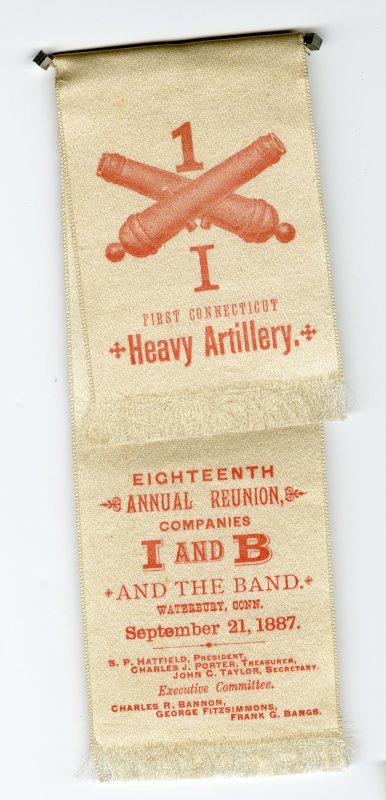 1
I
FIRST CONNECTICUT
Heavy Artillery.
EIGHTEENTH
ANNUAL REUNION,
COMPANIES
I AND B
AND THE BAND.
WATERBURY, CONN.
September 21, 1887.
S. P. HATFIELD, PRESIDENT,
CHARLES J. PORTER, TREASURER,
JOHN C. TAYLOR, SECRETARY.
Executive Committee.
CHARLES R. BANNON,
GEORGE FITZSIMMONS,
FRANK G. BANGS.